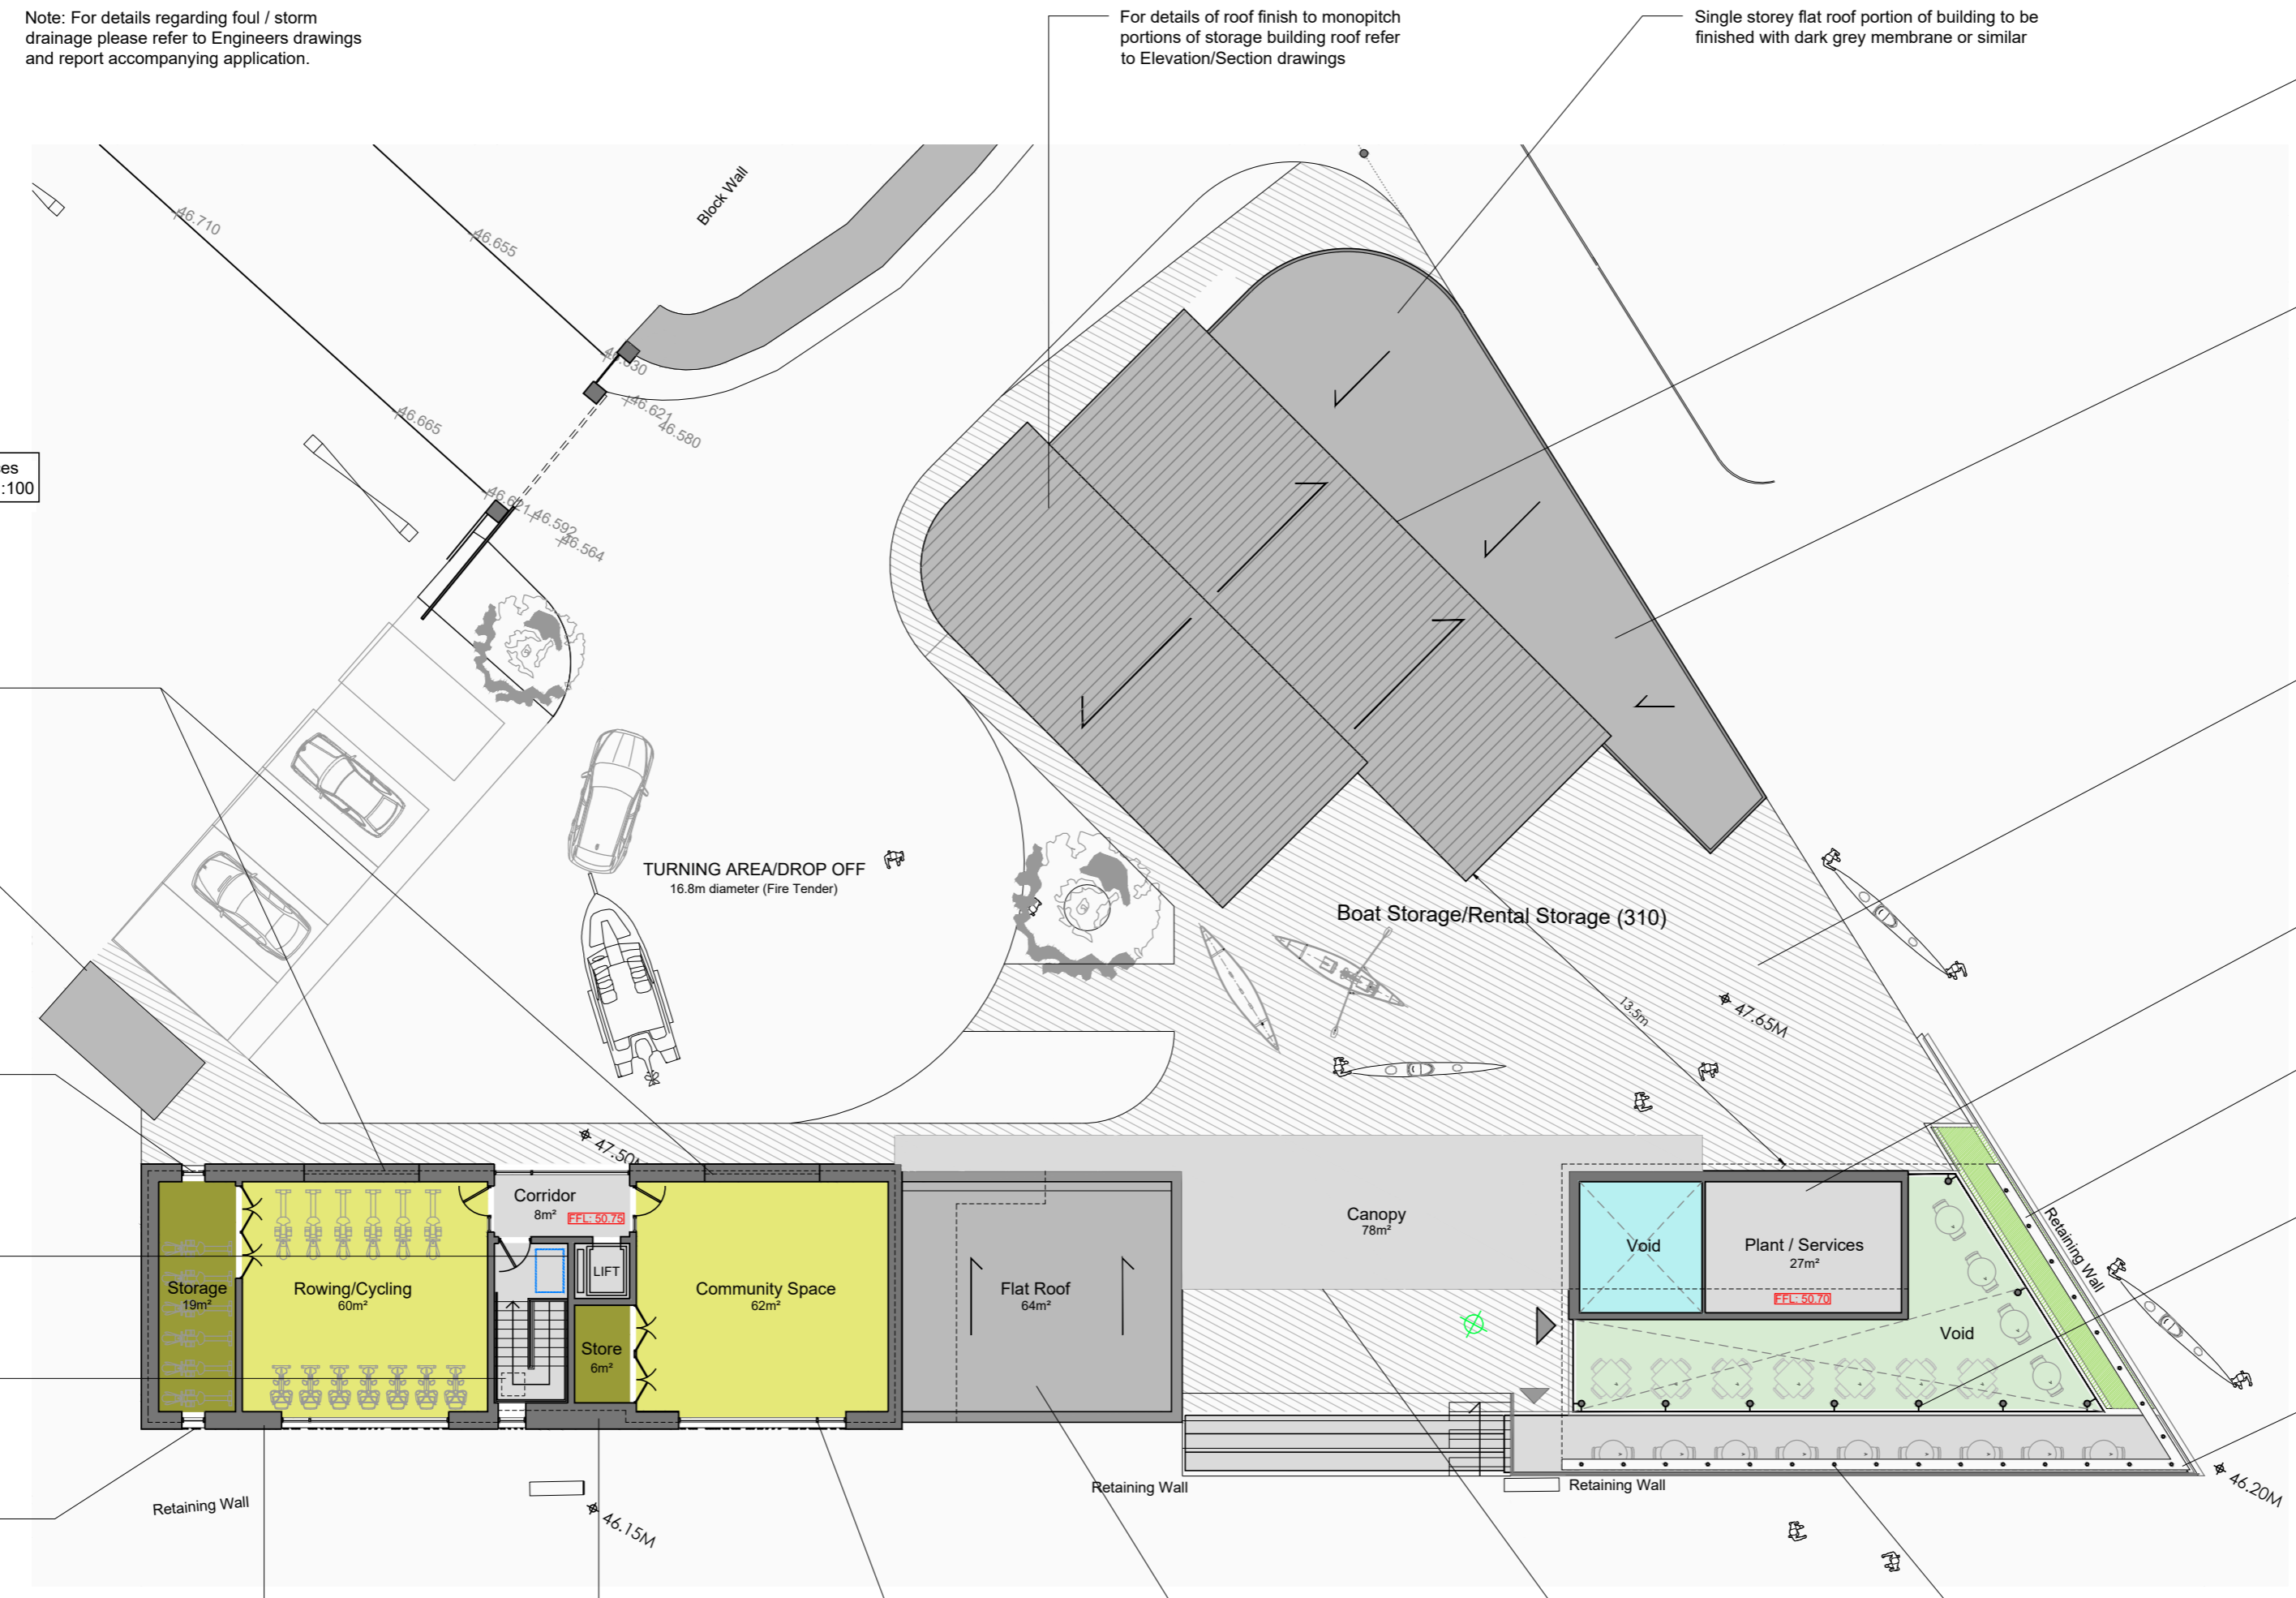 Note: For details regarding foul / storm
drainage please refer to Engineers drawings
and report accompanying application.
For details of roof finish to monopitch
portions of storage building roof refer
to Elevation/Section drawings
Single storey flat roof portion of building to be
finished with dark grey membrane or similar
Block Wall
46.710
46.655
46.630
46.621
46.580
46.665
46.621
46.592
46.564
es
:100
TURNING AREA/DROP OFF
16.8m diameter (Fire Tender)
Boat Storage/Rental Storage (310)
13.5m
47.65M
47.50M
Corridor
8m²
FFL: 50.75
LIFT
Storage
19m²
Rowing/Cycling
60m²
Community Space
62m²
Store
6m²
Flat Roof
64m²
Canopy
78m²
Void
Plant / Services
27m²
FFL: 50.70
Void
Retaining Wall
Retaining Wall
46.15M
Retaining Wall
Retaining Wall
46.20M